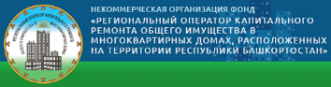 НЕКОММЕРЧЕСКАЯ ОРГАНИЗАЦИЯ ФОНД
«РЕГИОНАЛЬНЫЙ ОПЕРАТОР КАПИТАЛЬНОГО
РЕМОНТА ОБЩЕГО ИМУЩЕСТВА В
МНОГОКВАРТИРНЫХ ДОМАХ, РАСПОЛОЖЕННЫХ
НА ТЕРРИТОРИИ РЕСПУБЛИКИ БАШКОРТОСТАН»